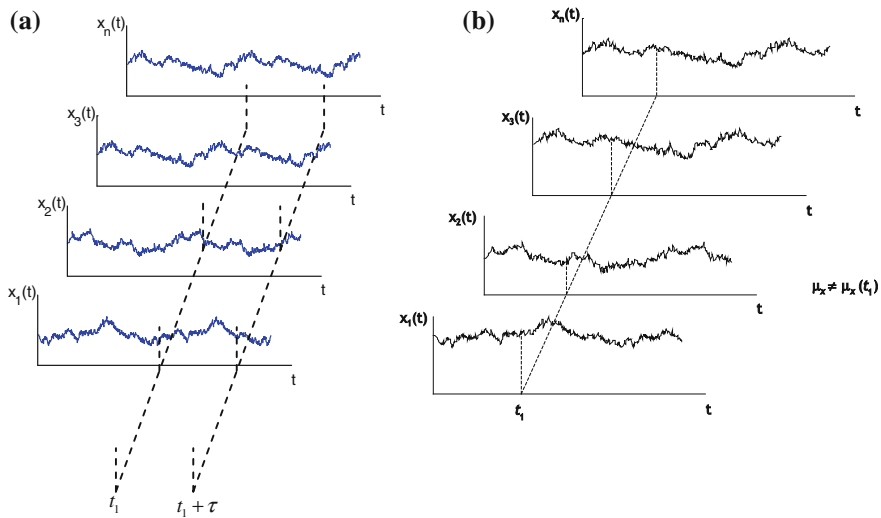 (a)
xn(t)
t
x3(t)
t
x2(t)
t
x1(t)
t
t1
t1 + τ
(b)
xn(t)
t
x3(t)
t
x2(t)
t
μx ≠ μx (t1)
x1(t)
t1
t